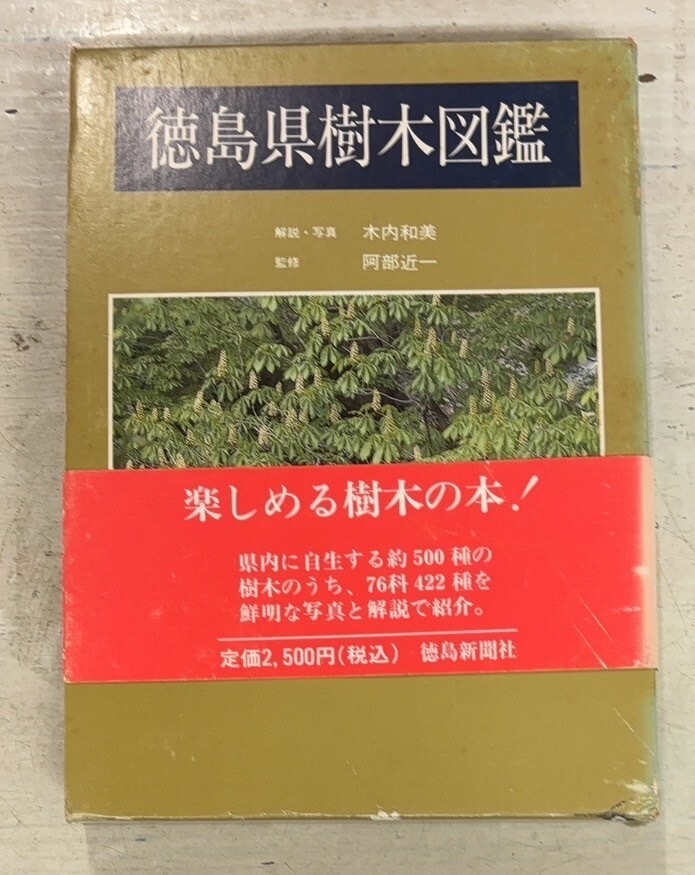 徳島県樹木図鑑
解説・写真 木内和美
監修 阿部近一
楽しめる樹木の本!
県内に自生する約500種の
樹木のうち、76科422種を
鮮明な写真と解説で紹介。
定価2,500円(税込) 徳島新聞社